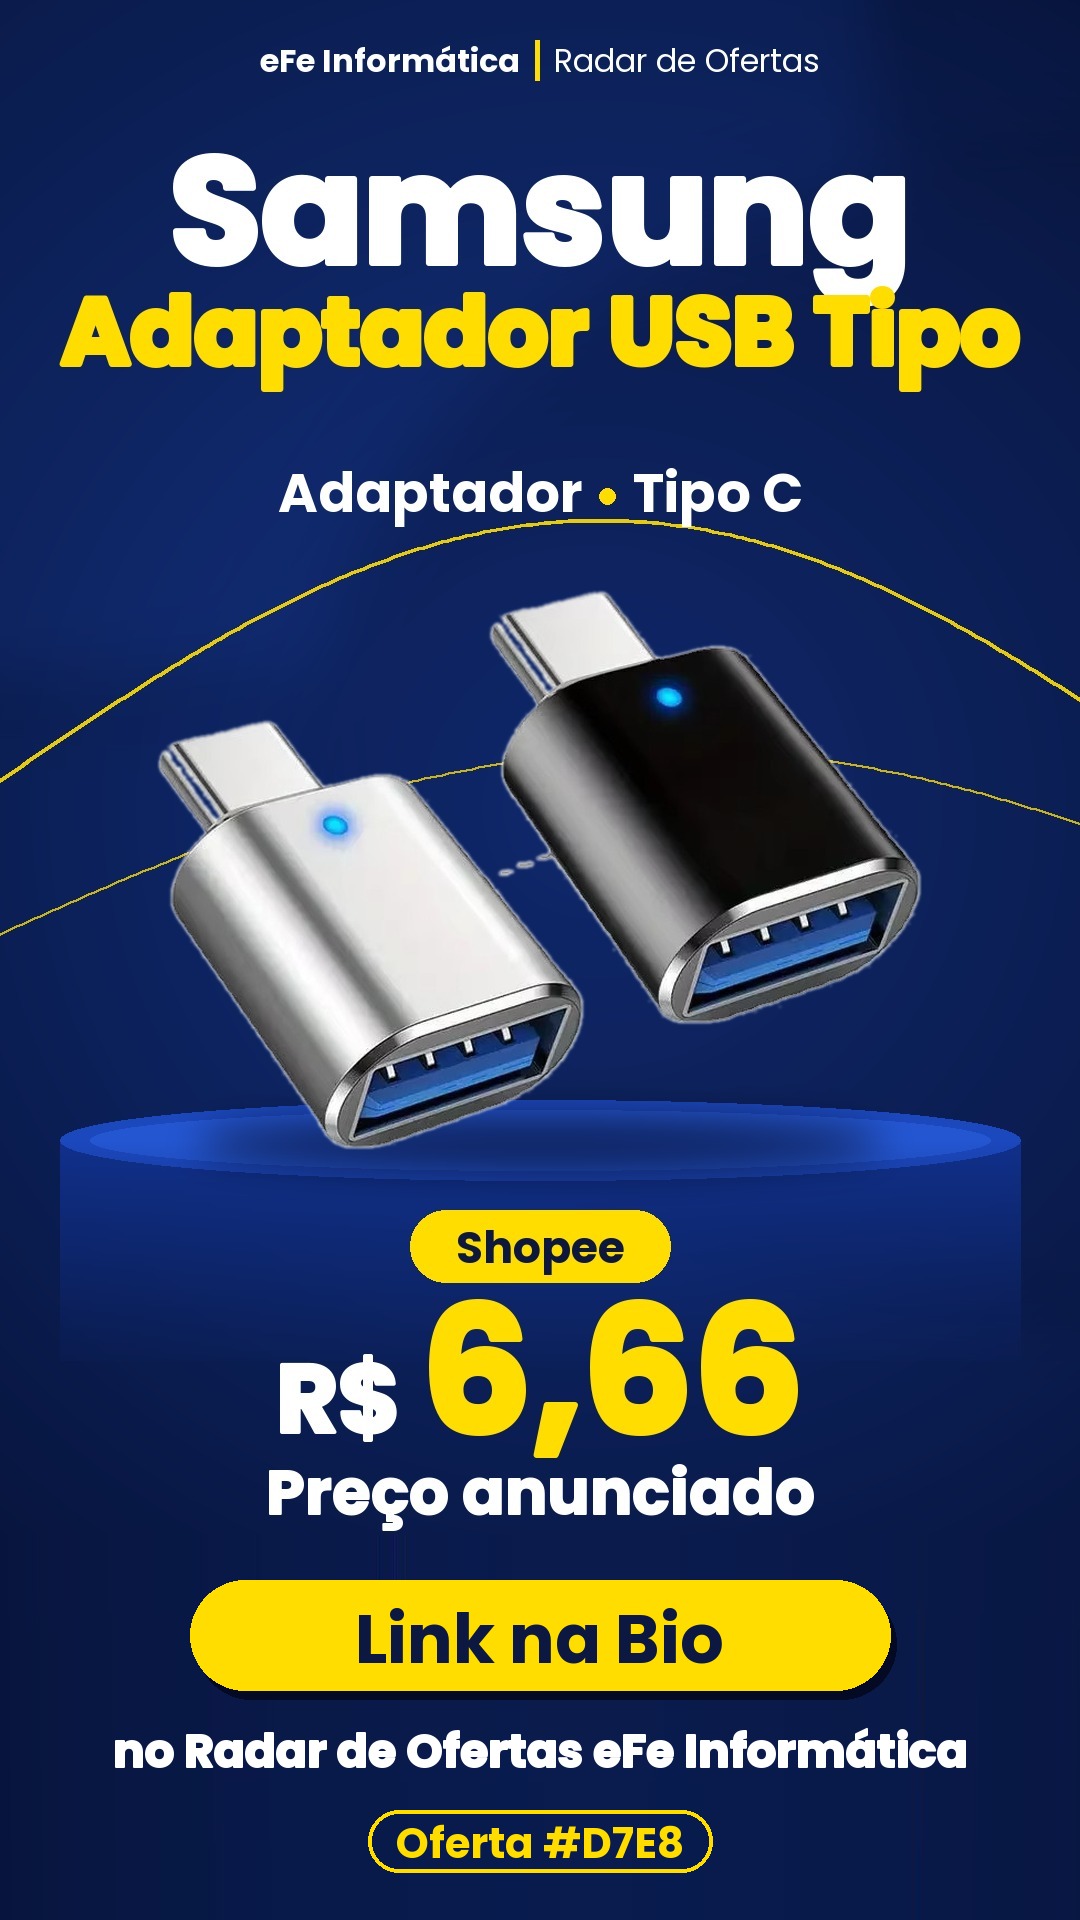 eFe Informática | Radar de Ofertas
Samsung
Adaptador USB Tipo
Adaptador • Tipo C
Shopee
R$ 6,66
Preço anunciado
Link na Bio
no Radar de Ofertas eFe Informática
Oferta #D7E8